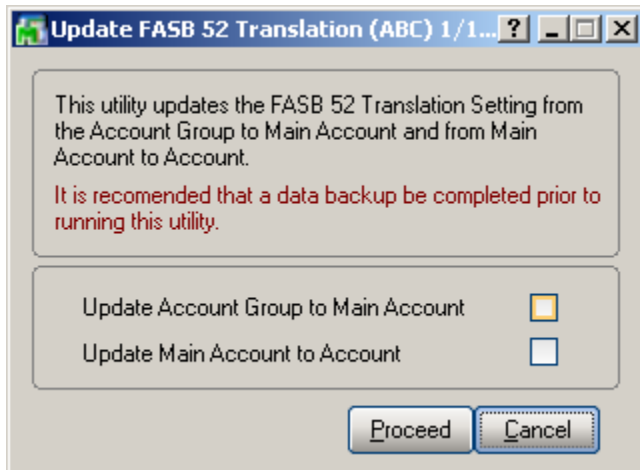 Update FASB 52 Translation (ABC) 1/1...
This utility updates the FASB 52 Translation Setting from
the Account Group to Main Account and from Main
Account to Account.
It is recomended that a data backup be completed prior to
running this utility.
Update Account Group to Main Account
Update Main Account to Account
Proceed Cancel